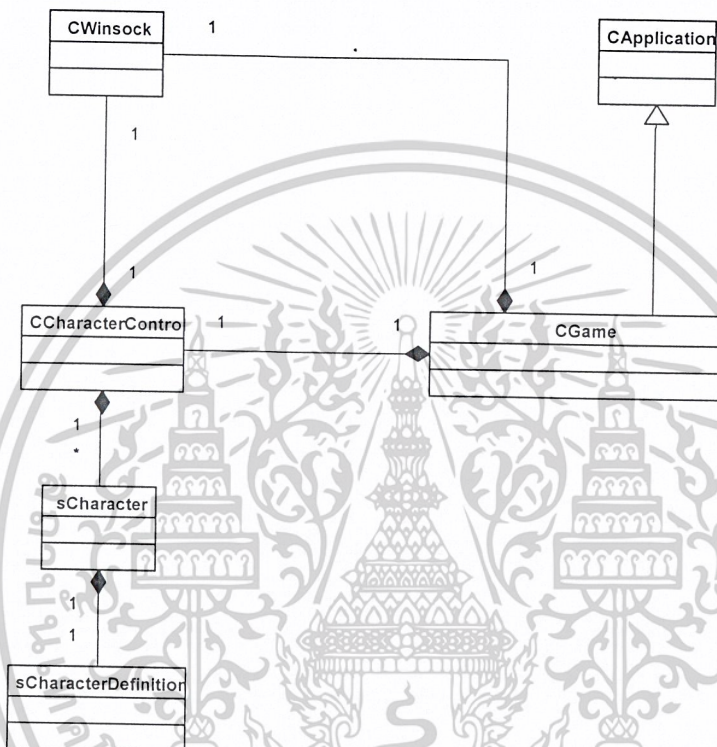 CWinsock
1
CApplication
1
1
1
CCharacterContro
1
1
CGame
1
*
sCharacter
1
1
sCharacterDefinition